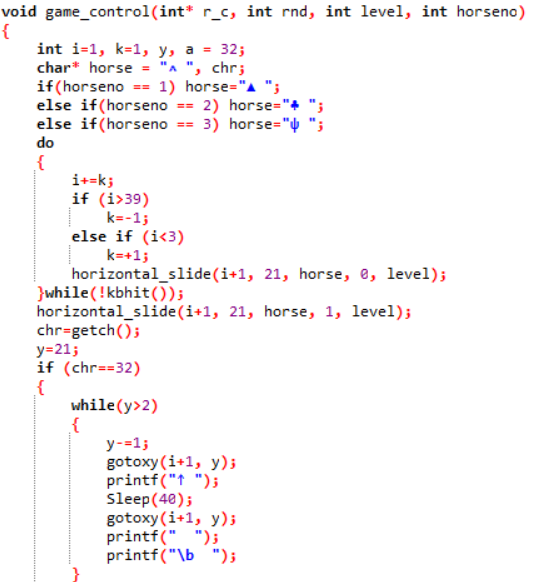 void game_control(int* r_c, int rnd, int level, int horseno)
{
int i=1, k=1, y, a = 32;
char* horse = "^ ", chr;
if(horseno == 1) horse="▲ ";
else if(horseno == 2) horse="♣ ";
else if(horseno == 3) horse="ψ ";
do
{
i+=k;
if (i>39)
k=-1;
else if (i<3)
k=+1;
horizontal_slide(i+1, 21, horse, 0, level);
}while(!kbhit());
horizontal_slide(i+1, 21, horse, 1, level);
chr=getch();
y=21;
if (chr==32)
{
while(y>2)
{
y-=1;
gotoxy(i+1, y);
printf("↑ ");
Sleep(40);
gotoxy(i+1, y);
printf("  ");
printf("\b  ");
}